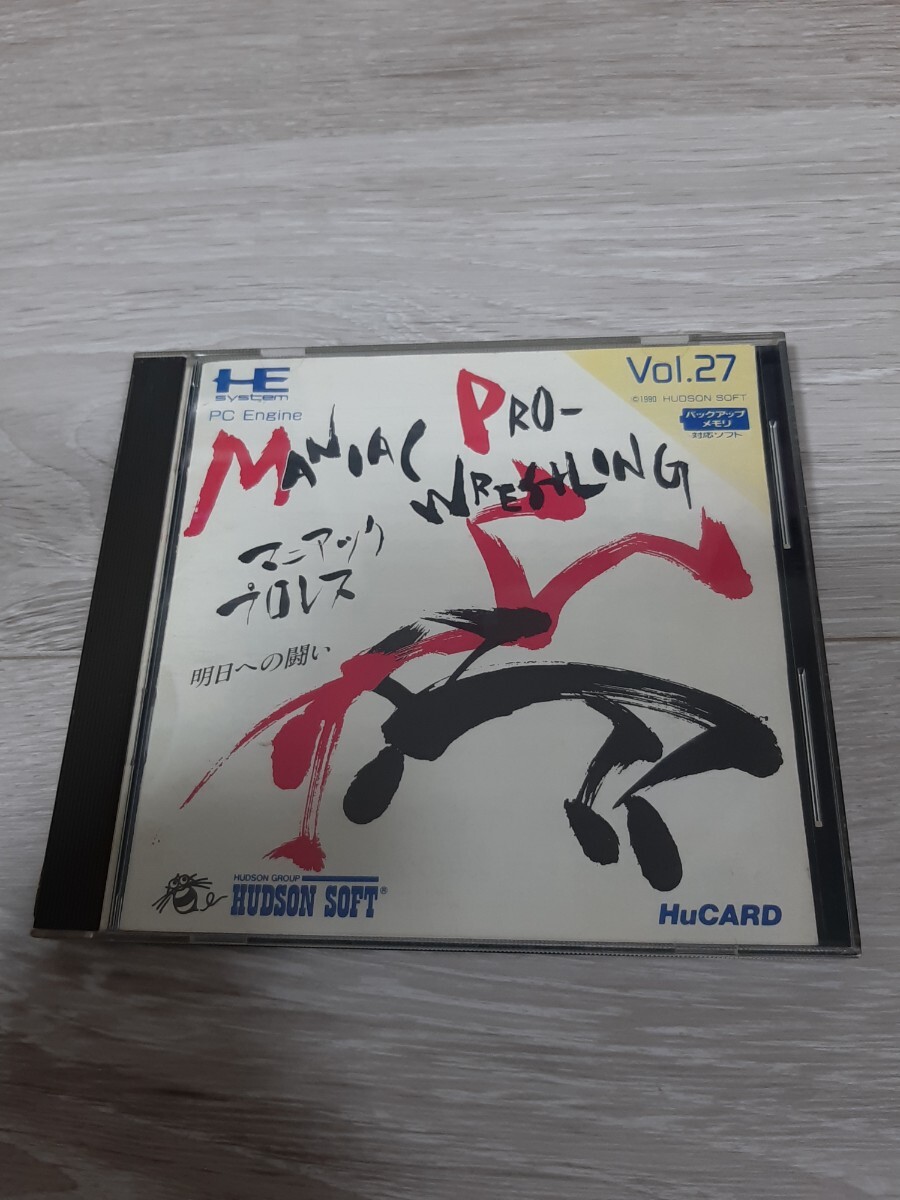 HE
system
PC Engine
Vol.27
©1990 HUDSON SOFT
バックアップ
メモリ
対応ソフト
MANIAC PRO-
WRESTLING
マニアック
プロレス
明日への闘い
HUDSON GROUP
HUDSON SOFT®
HuCARD